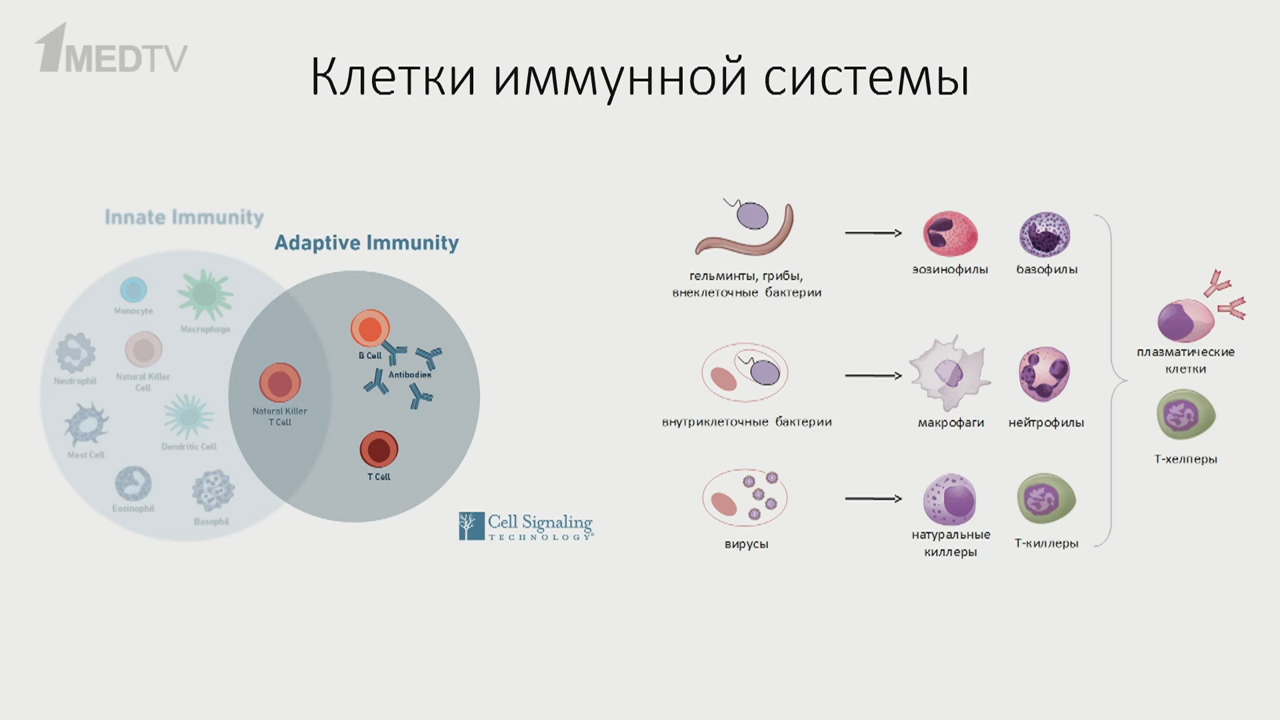 1MEDTV
Клетки иммунной системы
Innate Immunity
Adaptive Immunity
Monocyte
Macrophage
Neutrophil
Natural Killer
Cell
Mast Cell
Dendritic Cell
Eosinophil
Basophil
Natural Killer
T Cell
B Cell
Antibodies
T Cell
Cell Signaling
TECHNOLOGY®
гельминты, грибы,
внеклеточные бактерии
эозинофилы
базофилы
внутриклеточные бактерии
макрофаги
нейтрофилы
вирусы
натуральные
киллеры
Т-киллеры
плазматические
клетки
Т-хелперы